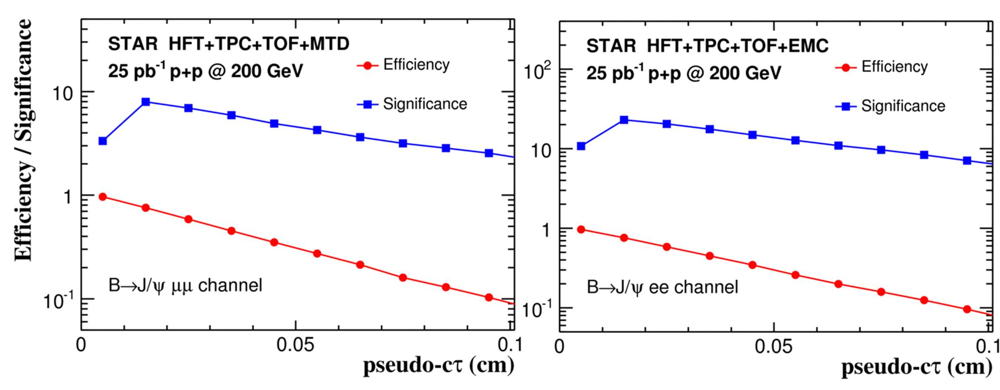 Efficiency / Significance
STAR HFT+TPC+TOF+MTD
25 pb⁻¹ p+p @ 200 GeV
Efficiency
Significance
10
1
10⁻¹
B→J/ψ μμ channel
0 0.05 0.1
pseudo-cτ (cm)
STAR HFT+TPC+TOF+EMC
25 pb⁻¹ p+p @ 200 GeV
Efficiency
Significance
10²
10
1
10⁻¹
B→J/ψ ee channel
0 0.05 0.1
pseudo-cτ (cm)